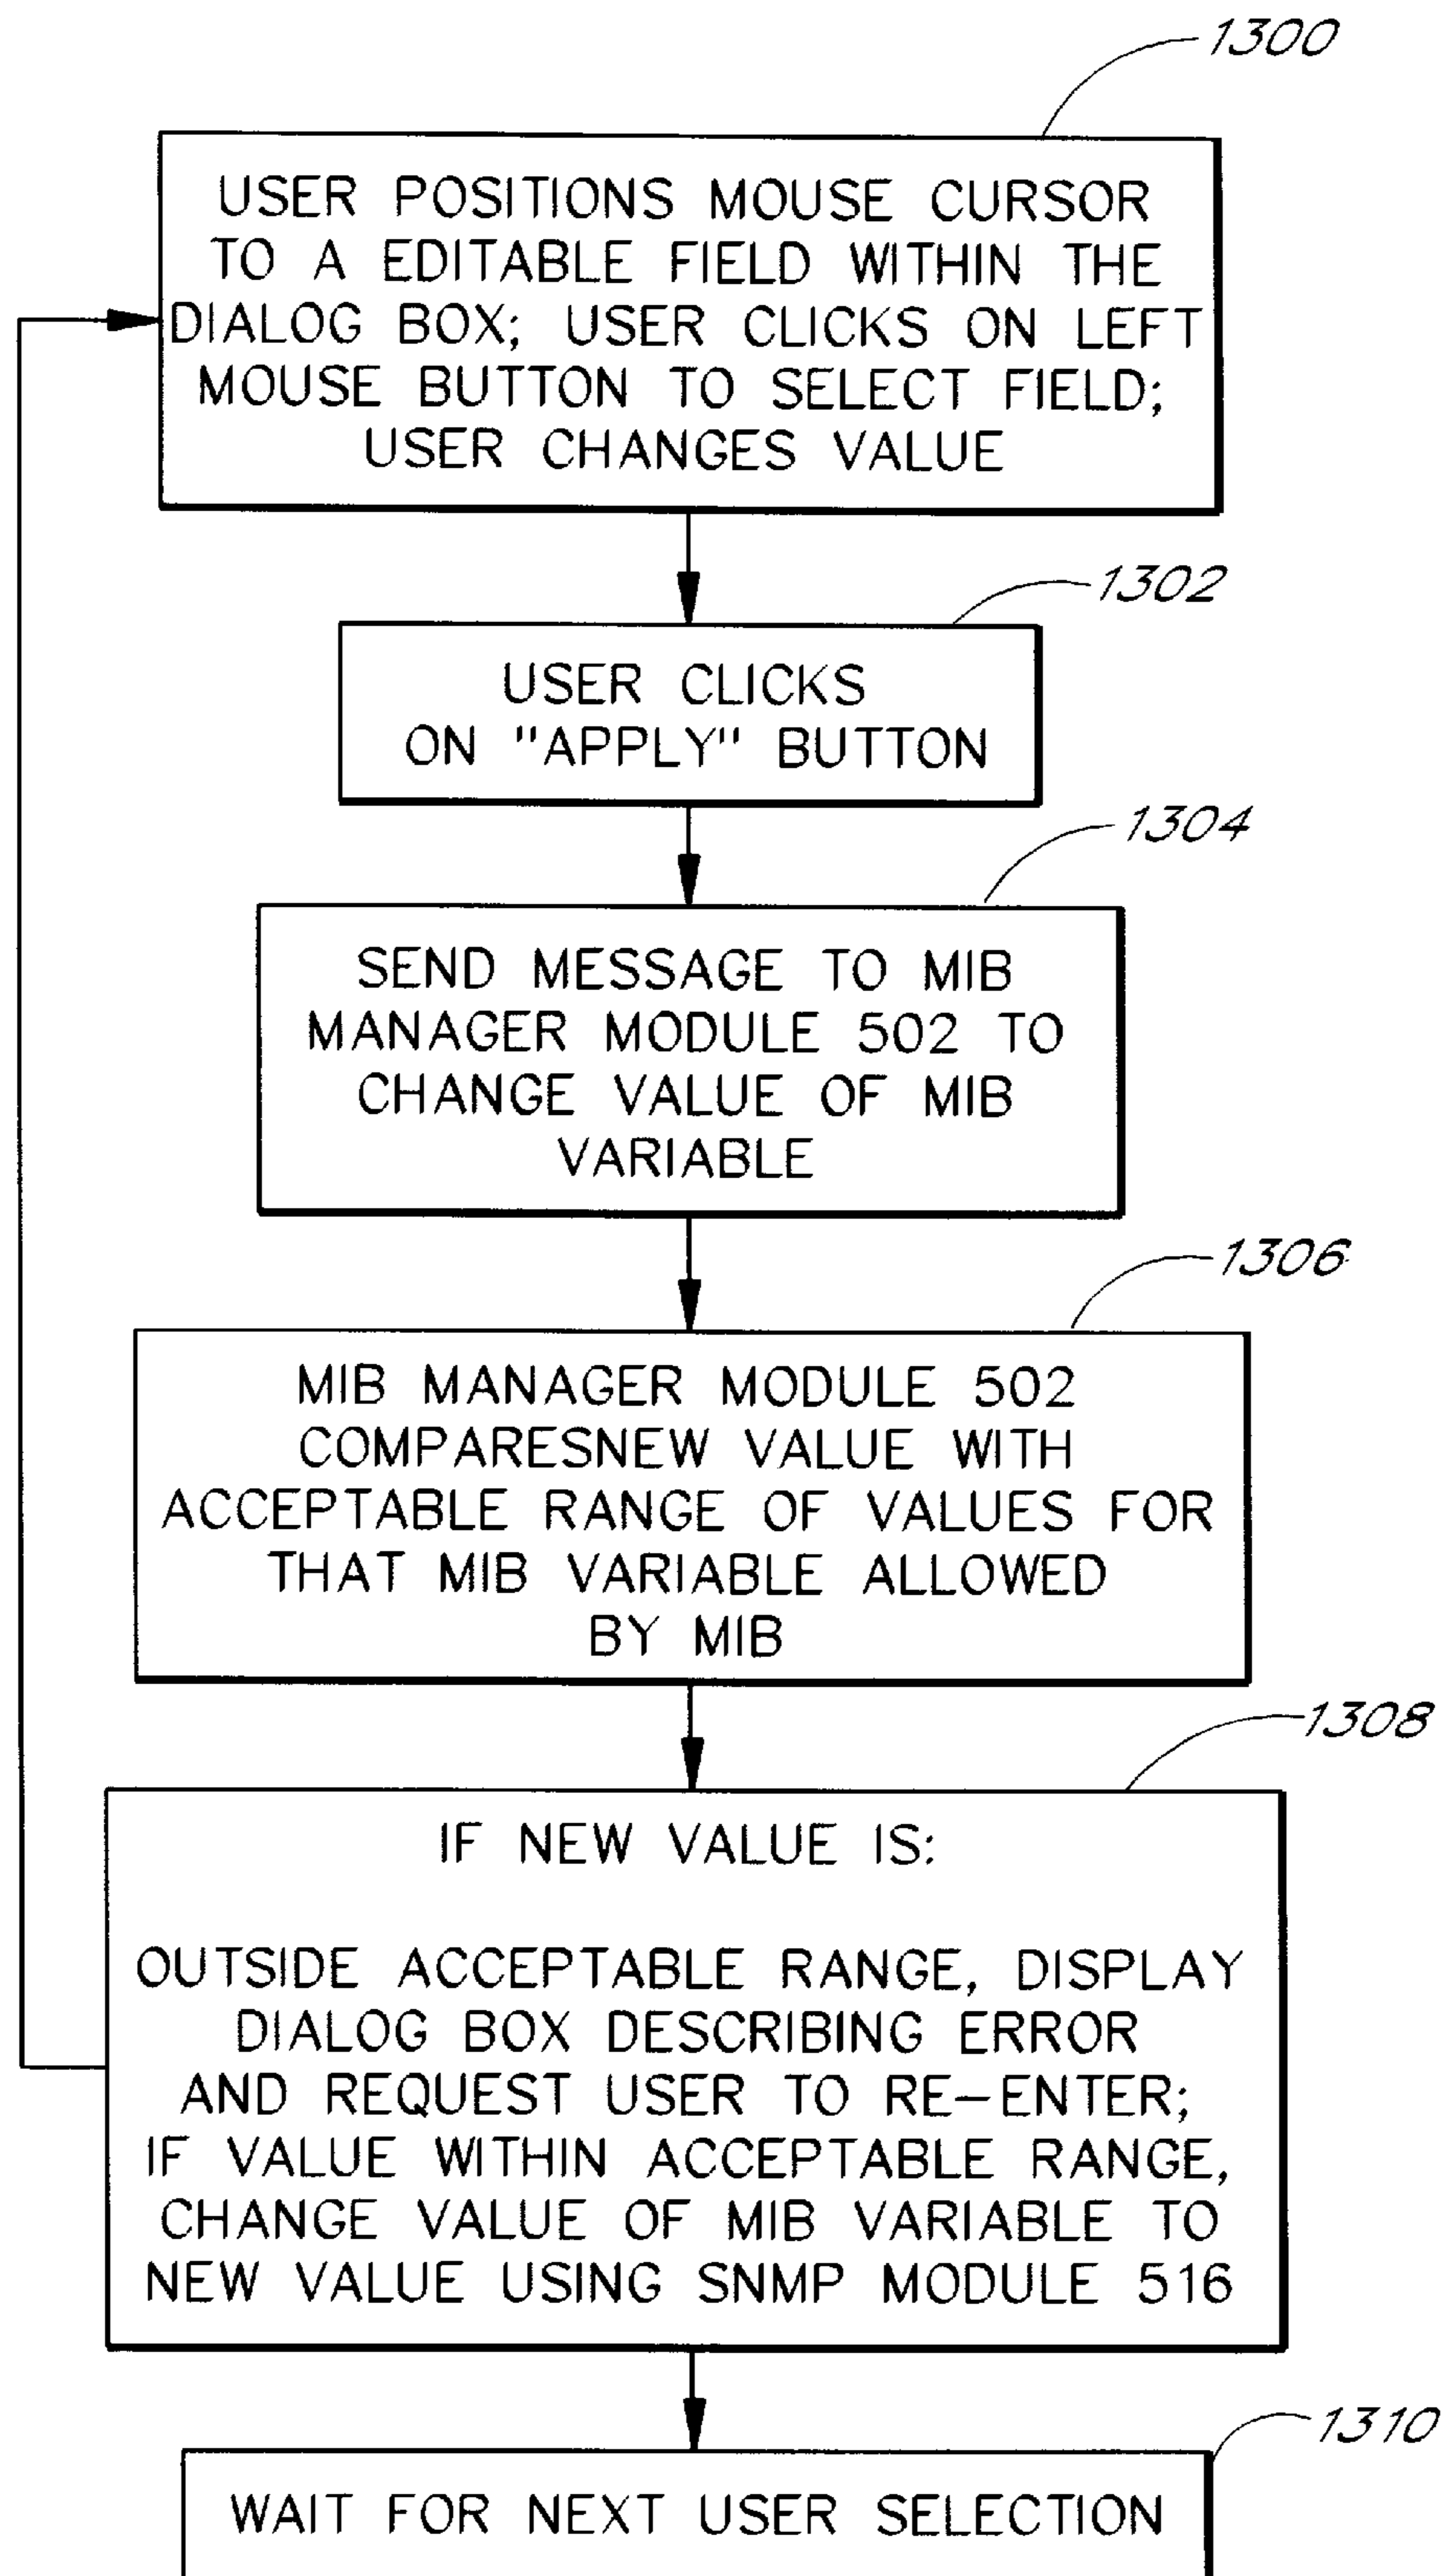 1300
USER POSITIONS MOUSE CURSOR
TO A EDITABLE FIELD WITHIN THE
DIALOG BOX; USER CLICKS ON LEFT
MOUSE BUTTON TO SELECT FIELD;
USER CHANGES VALUE
1302
USER CLICKS
ON "APPLY" BUTTON
1304
SEND MESSAGE TO MIB
MANAGER MODULE 502 TO
CHANGE VALUE OF MIB
VARIABLE
1306
MIB MANAGER MODULE 502
COMPARESNEW VALUE WITH
ACCEPTABLE RANGE OF VALUES FOR
THAT MIB VARIABLE ALLOWED
BY MIB
1308
IF NEW VALUE IS:
OUTSIDE ACCEPTABLE RANGE, DISPLAY
DIALOG BOX DESCRIBING ERROR
AND REQUEST USER TO RE-ENTER;
IF VALUE WITHIN ACCEPTABLE RANGE,
CHANGE VALUE OF MIB VARIABLE TO
NEW VALUE USING SNMP MODULE 516
1310
WAIT FOR NEXT USER SELECTION